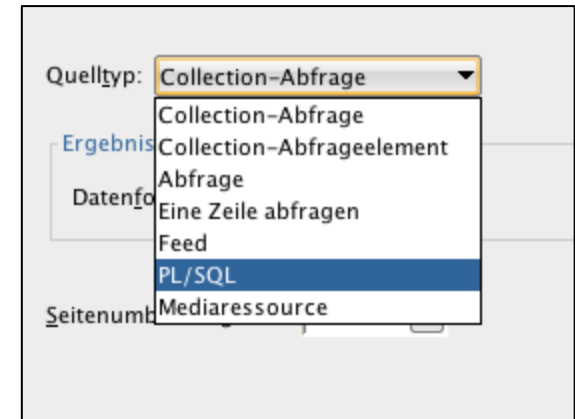 Quelltyp: Collection-Abfrage
Collection-Abfrage
Ergebnis Collection-Abfrageelement
Abfrage
Datenfo
Eine Zeile abfragen
Feed
PL/SQL
Seitenumb Mediaressource